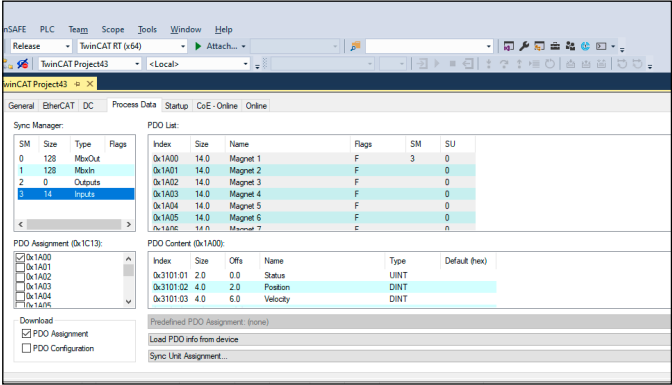 nSAFE PLC Team Scope Tools Window Help
Release TwinCAT RT (x64) Attach...
TwinCAT Project43 <Local>
winCAT Project43
General EtherCAT DC Process Data Startup CoE - Online Online
Sync Manager: PDO List:
SM Size Type Flags Index Size Name Flags SM SU
0 128 MbxOut 0x1A00 14.0 Magnet 1 F 3 0
1 128 MbxIn 0x1A01 14.0 Magnet 2 F 0
2 0 Outputs 0x1A02 14.0 Magnet 3 F 0
3 14 Inputs 0x1A03 14.0 Magnet 4 F 0
0x1A04 14.0 Magnet 5 F 0
0x1A05 14.0 Magnet 6 F 0
0x1A06 14.0 Magnet 7 F 0
PDO Assignment (0x1C13): PDO Content (0x1A00):
0x1A00 Index Size Offs Name Type Default (hex)
0x1A01
0x1A02 0x3101:01 2.0 0.0 Status UINT
0x1A03 0x3101:02 4.0 2.0 Position DINT
0x1A04 0x3101:03 4.0 6.0 Velocity DINT
0x1A05
Download Predefined PDO Assignment: (none)
PDO Assignment Load PDO info from device
PDO Configuration Sync Unit Assignment...